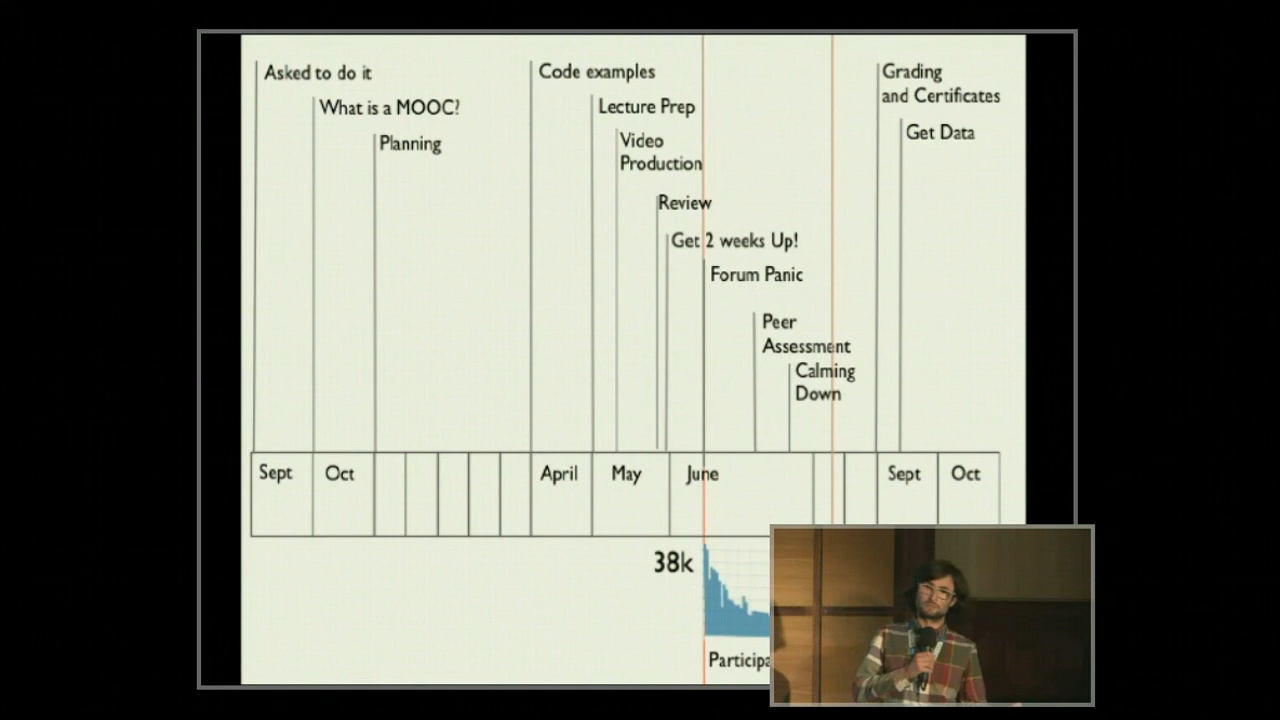 Asked to do it
What is a MOOC?
Planning
Code examples
Lecture Prep
Video
Production
Review
Get 2 weeks Up!
Forum Panic
Peer
Assessment
Calming
Down
Grading
and Certificates
Get Data
Sept
Oct
April
May
June
Sept
Oct
38k
Participa